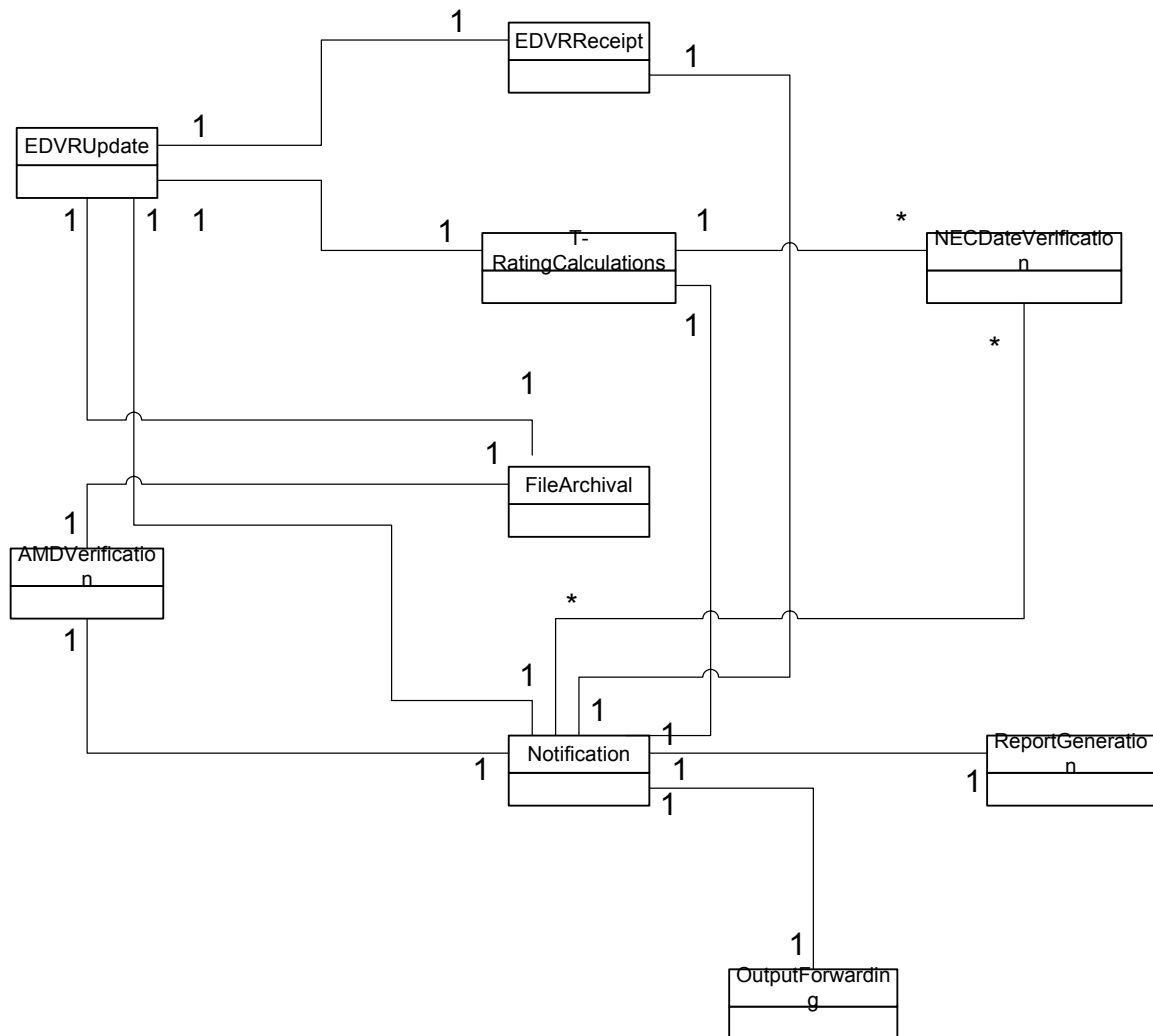 1
EDVRReceipt
1
1
EDVRUpdate
1
1
1
1
T-
RatingCalculations
1
*
NECDateVerificatio
n
1
*
1
1
FileArchival
1
AMDVerificatio
n
1
*
1
1
1
Notification
1
1
1
1
ReportGeneratio
n
1
1
OutputForwardin
g